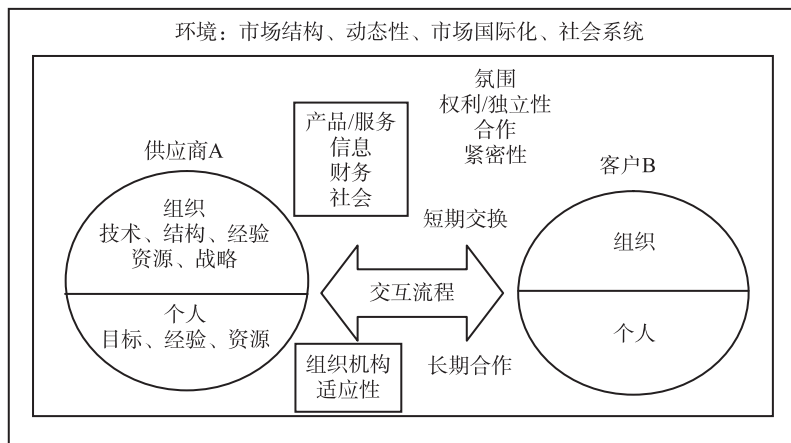 环境：市场结构、动态性、市场国际化、社会系统
氛围
权利/独立性
合作
紧密性
产品/服务
信息
财务
社会
供应商A
客户B
组织
技术、结构、经验
资源、战略
短期交换
组织
交互流程
个人
目标、经验、资源
个人
组织机构
适应性
长期合作